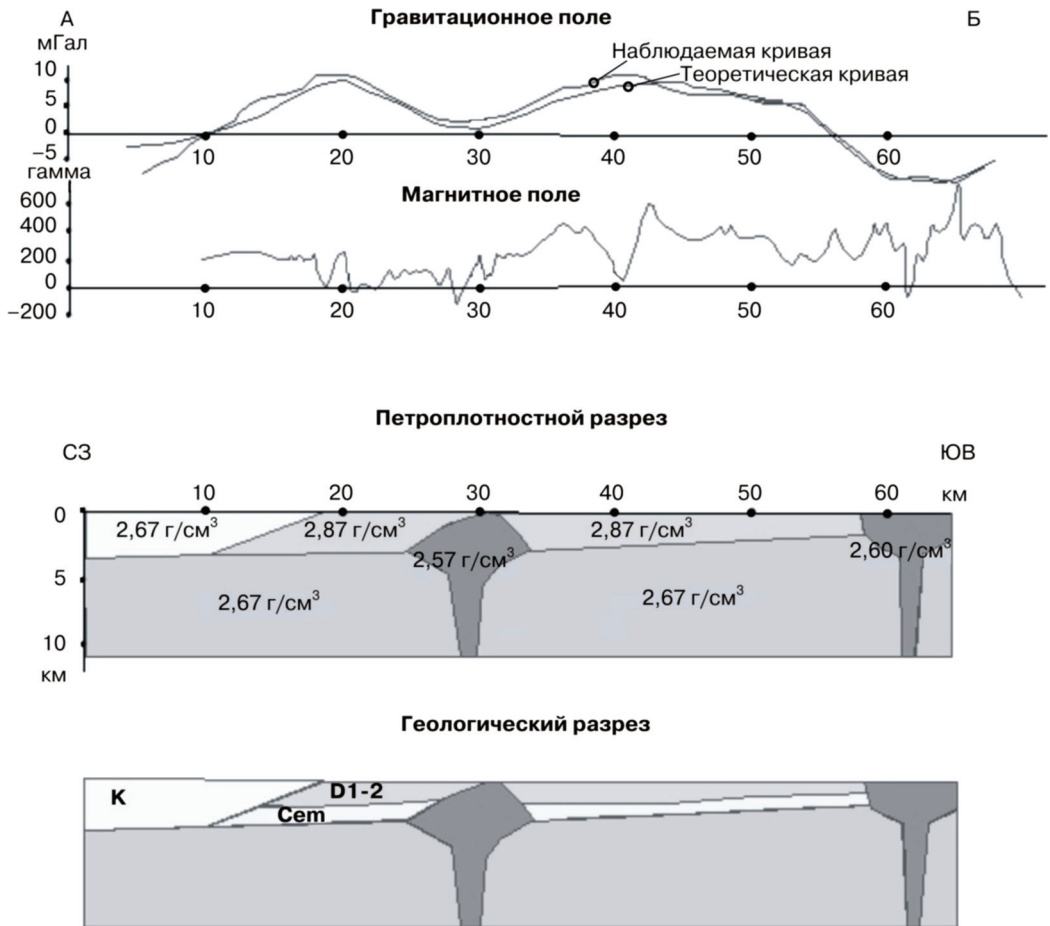 Гравитационное поле
А Б
мГал
Наблюдаемая кривая
Теоретическая кривая
10
5
0
−5
10 20 30 40 50 60
гамма
Магнитное поле
600
400
200
0
−200
10 20 30 40 50 60
Петроплотностной разрез
СЗ ЮВ
10 20 30 40 50 60 км
0
2,67 г/см³ 2,87 г/см³ 2,87 г/см³
2,57 г/см³ 2,60 г/см³
5
2,67 г/см³ 2,67 г/см³
10
км
Геологический разрез
K D1-2
Cem